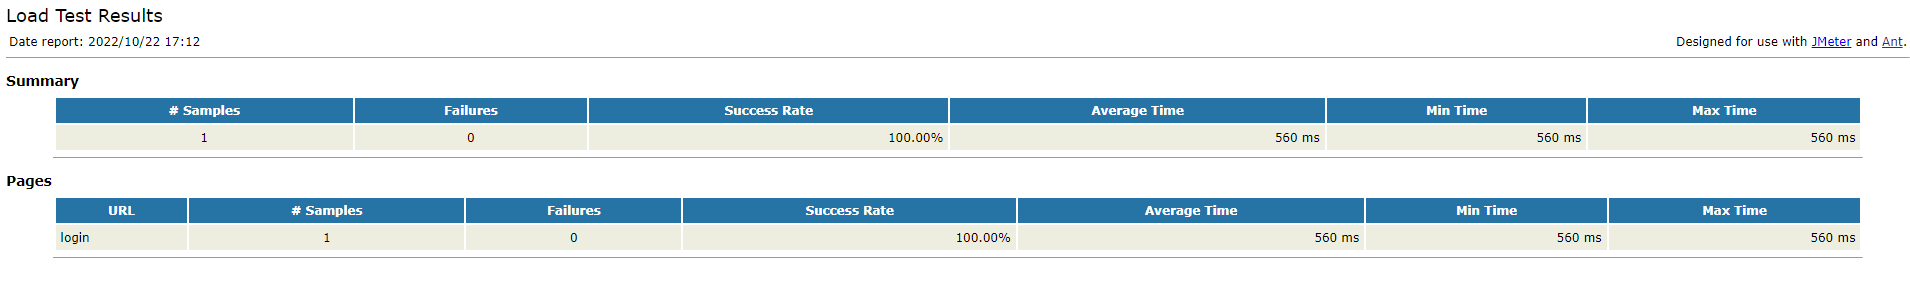 Load Test Results
Date report: 2022/10/22 17:12 Designed for use with JMeter and Ant.
Summary
# Samples Failures Success Rate Average Time Min Time Max Time
1 0 100.00% 560 ms 560 ms 560 ms
Pages
URL # Samples Failures Success Rate Average Time Min Time Max Time
login 1 0 100.00% 560 ms 560 ms 560 ms